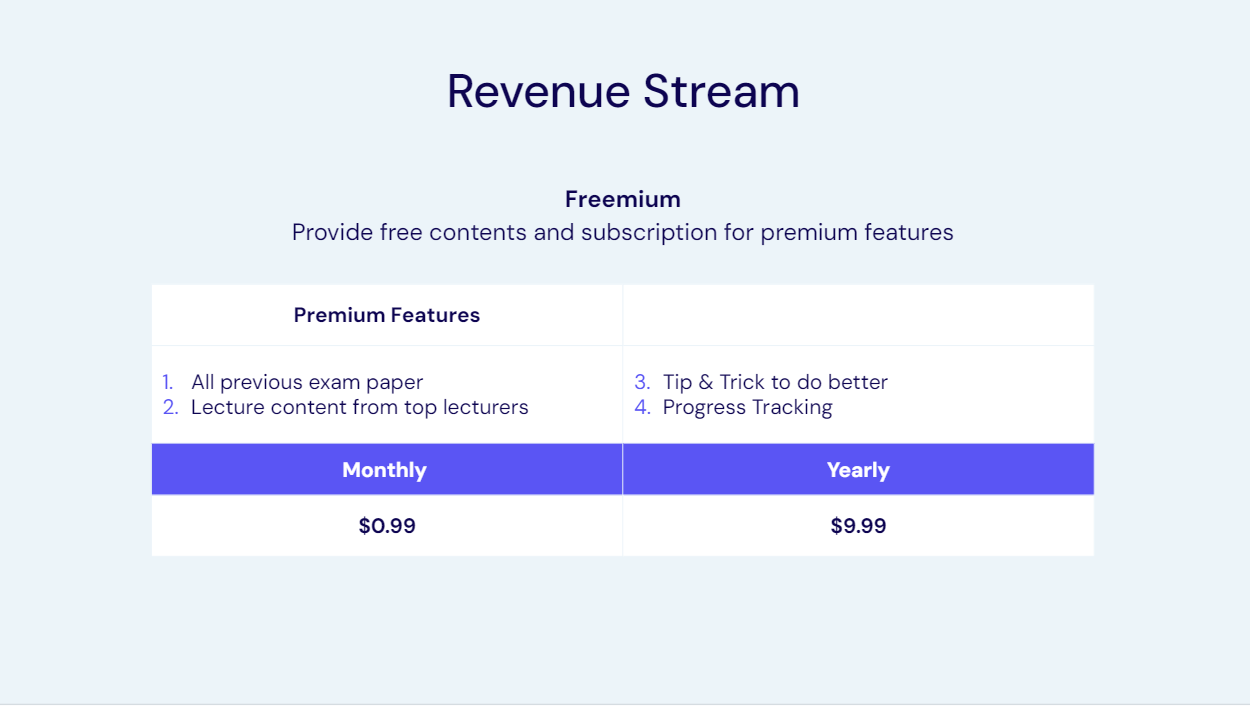 Revenue Stream
Freemium
Provide free contents and subscription for premium features
Premium Features
1. All previous exam paper
2. Lecture content from top lecturers
3. Tip & Trick to do better
4. Progress Tracking
Monthly
Yearly
$0.99
$9.99